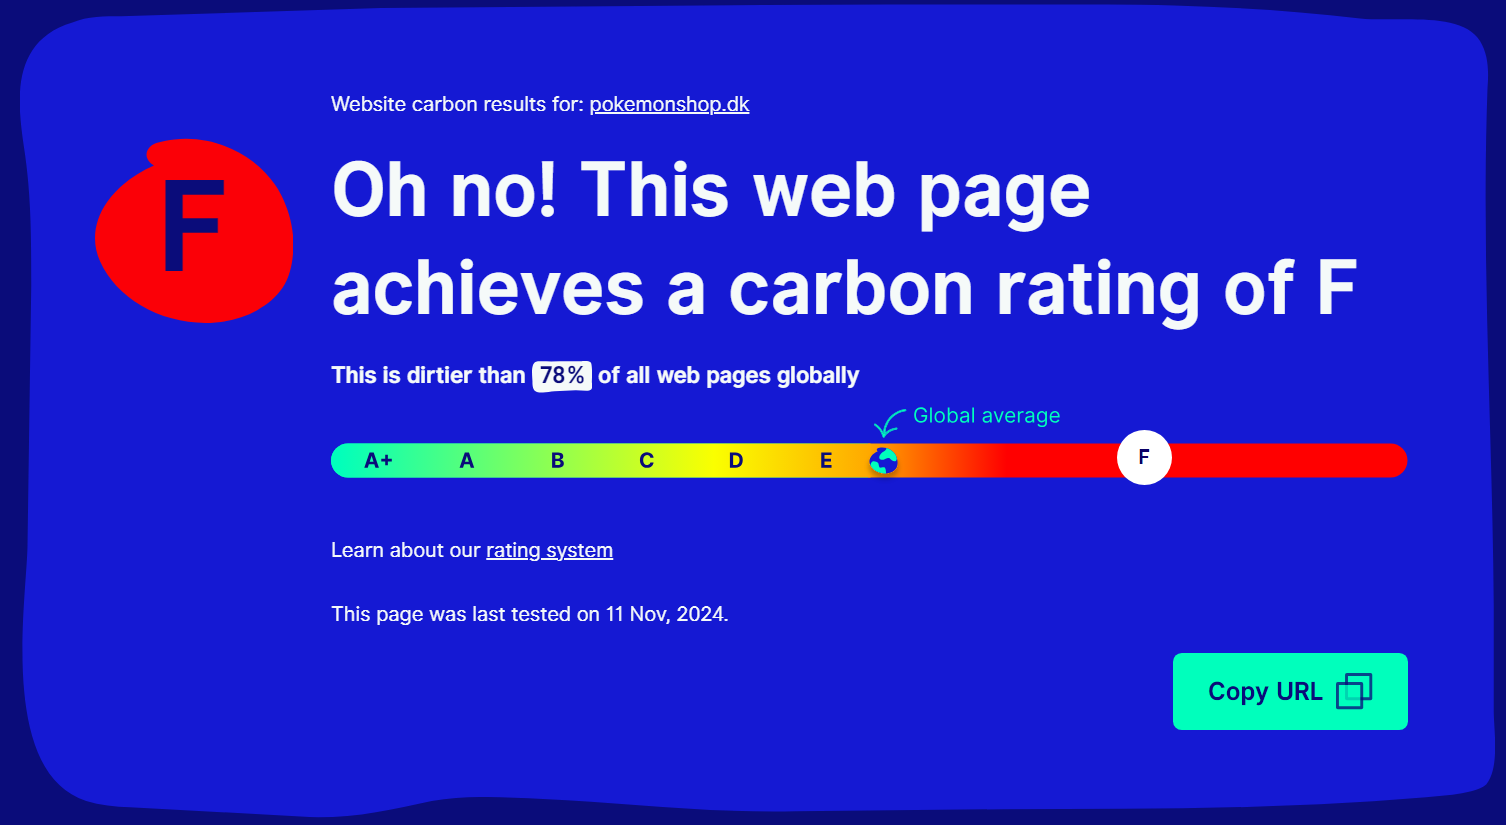 Website carbon results for: pokemonshop.dk
F
Oh no! This web page
achieves a carbon rating of F
This is dirtier than 78% of all web pages globally
Global average
A+ A B C D E F
Learn about our rating system
This page was last tested on 11 Nov, 2024.
Copy URL